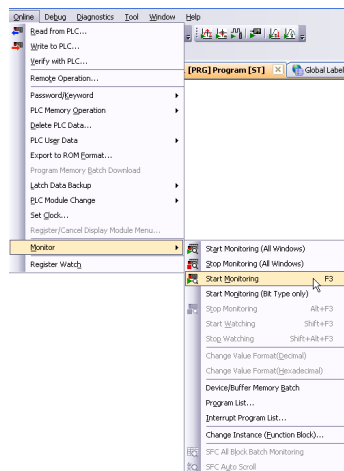 Online Debug Diagnostics Tool Window Help
Read from PLC...
Write to PLC...
Verify with PLC...
Remote Operation...
[PRG] Program [ST] Global Label
Password/Keyword
PLC Memory Operation
Delete PLC Data...
PLC User Data
Export to ROM Format...
Program Memory Batch Download
Latch Data Backup
PLC Module Change
Set Clock...
Register/Cancel Display Module Menu...
Monitor
Register Watch
Start Monitoring (All Windows)
Stop Monitoring (All Windows)
Start Monitoring F3
Start Monitoring (Bit Type only)
Stop Monitoring Alt+F3
Start Watching Shift+F3
Stop Watching Shift+Alt+F3
Change Value Format(Decimal)
Change Value Format(Hexadecimal)
Device/Buffer Memory Batch
Program List...
Interrupt Program List...
Change Instance (Function Block)...
SFC All Block Batch Monitoring
SFC Auto Scroll